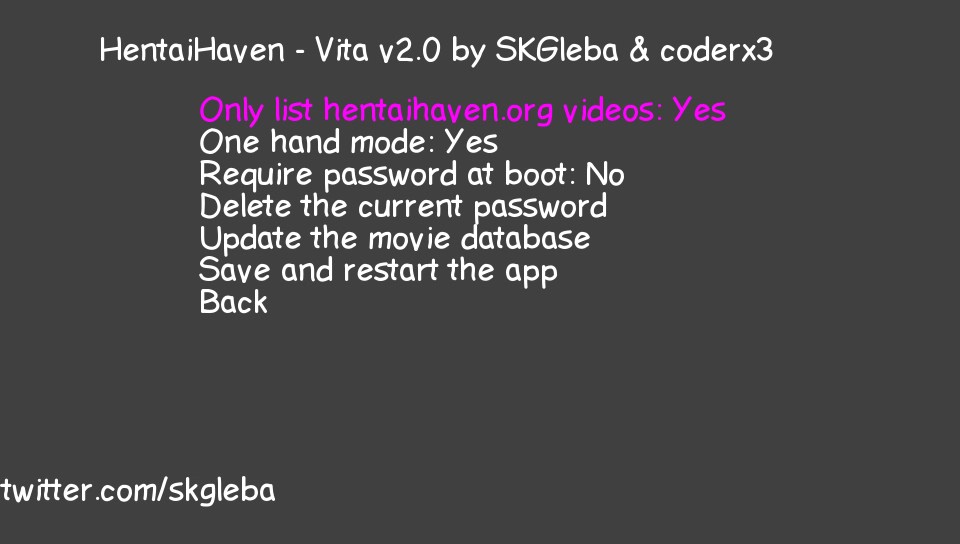 HentaiHaven - Vita v2.0 by SKGleba & coderx3
Only list hentaihaven.org videos: Yes
One hand mode: Yes
Require password at boot: No
Delete the current password
Update the movie database
Save and restart the app
Back
twitter.com/skgleba